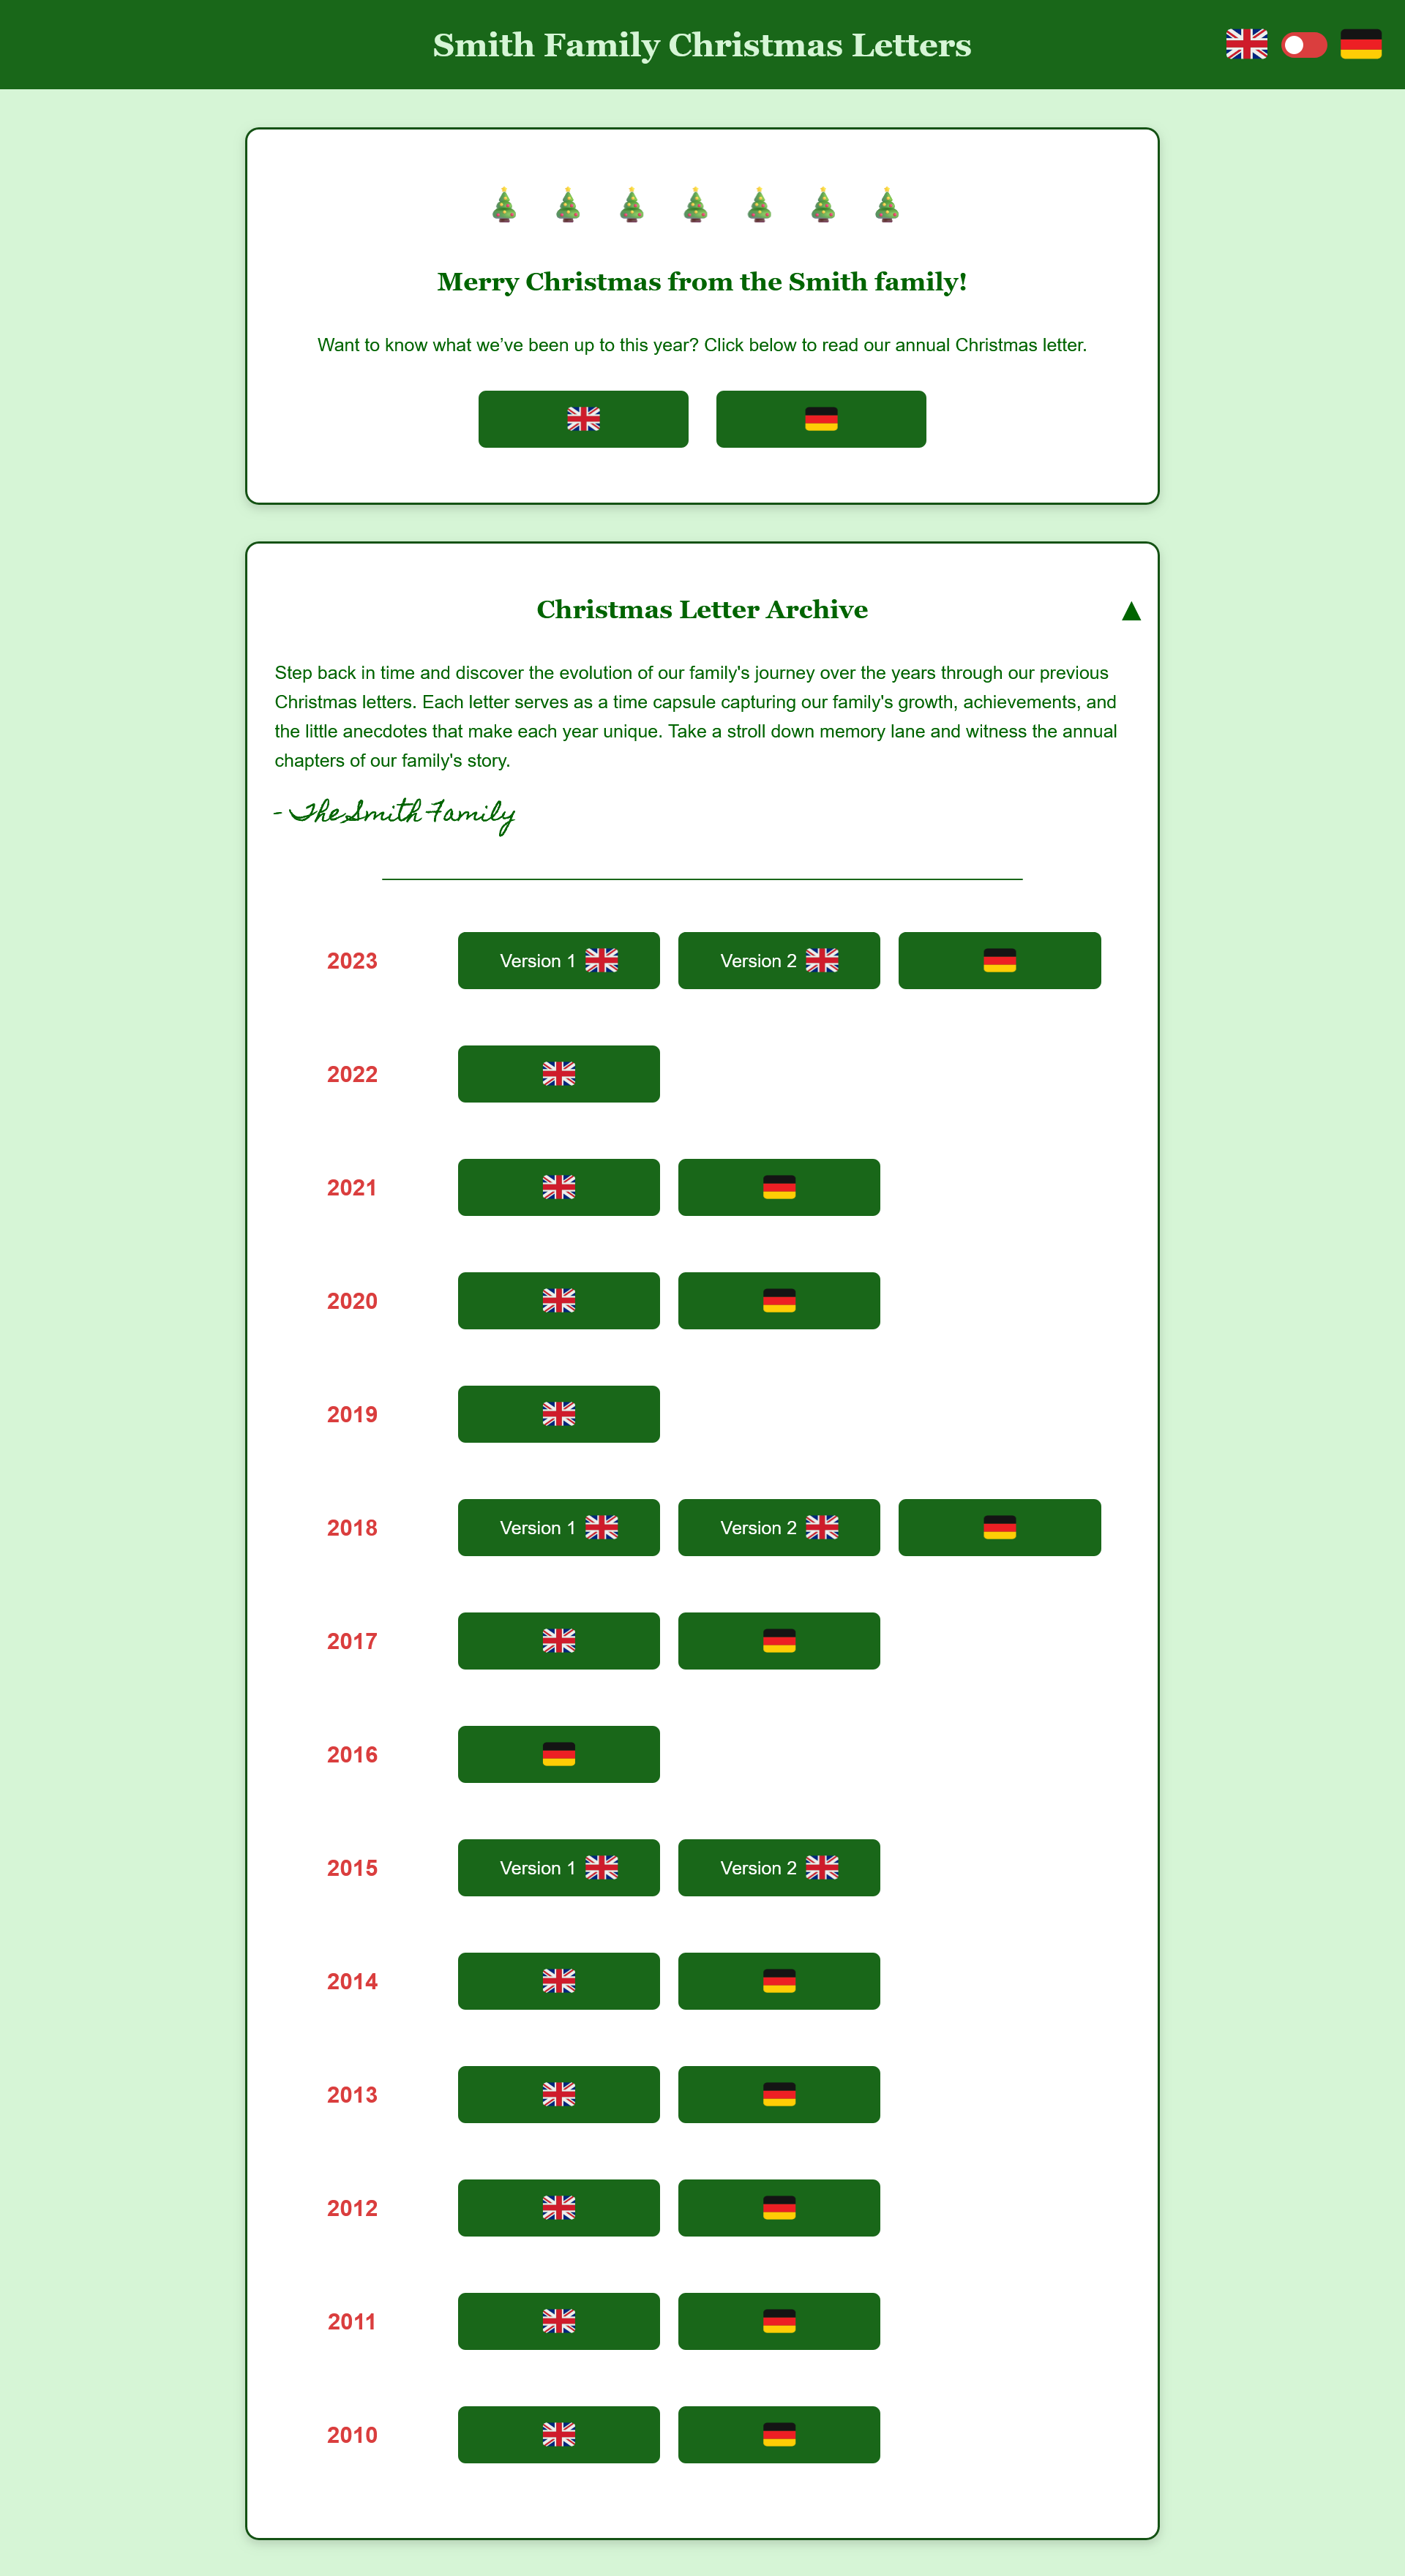 Smith Family Christmas Letters
Merry Christmas from the Smith family!
Want to know what we've been up to this year? Click below to read our annual Christmas letter.
Christmas Letter Archive
Step back in time and discover the evolution of our family's journey over the years through our previous
Christmas letters. Each letter serves as a time capsule capturing our family's growth, achievements, and
the little anecdotes that make each year unique. Take a stroll down memory lane and witness the annual
chapters of our family's story.
- The Smith Family
2023 Version 1 Version 2
2022
2021
2020
2019
2018 Version 1 Version 2
2017
2016
2015 Version 1 Version 2
2014
2013
2012
2011
2010